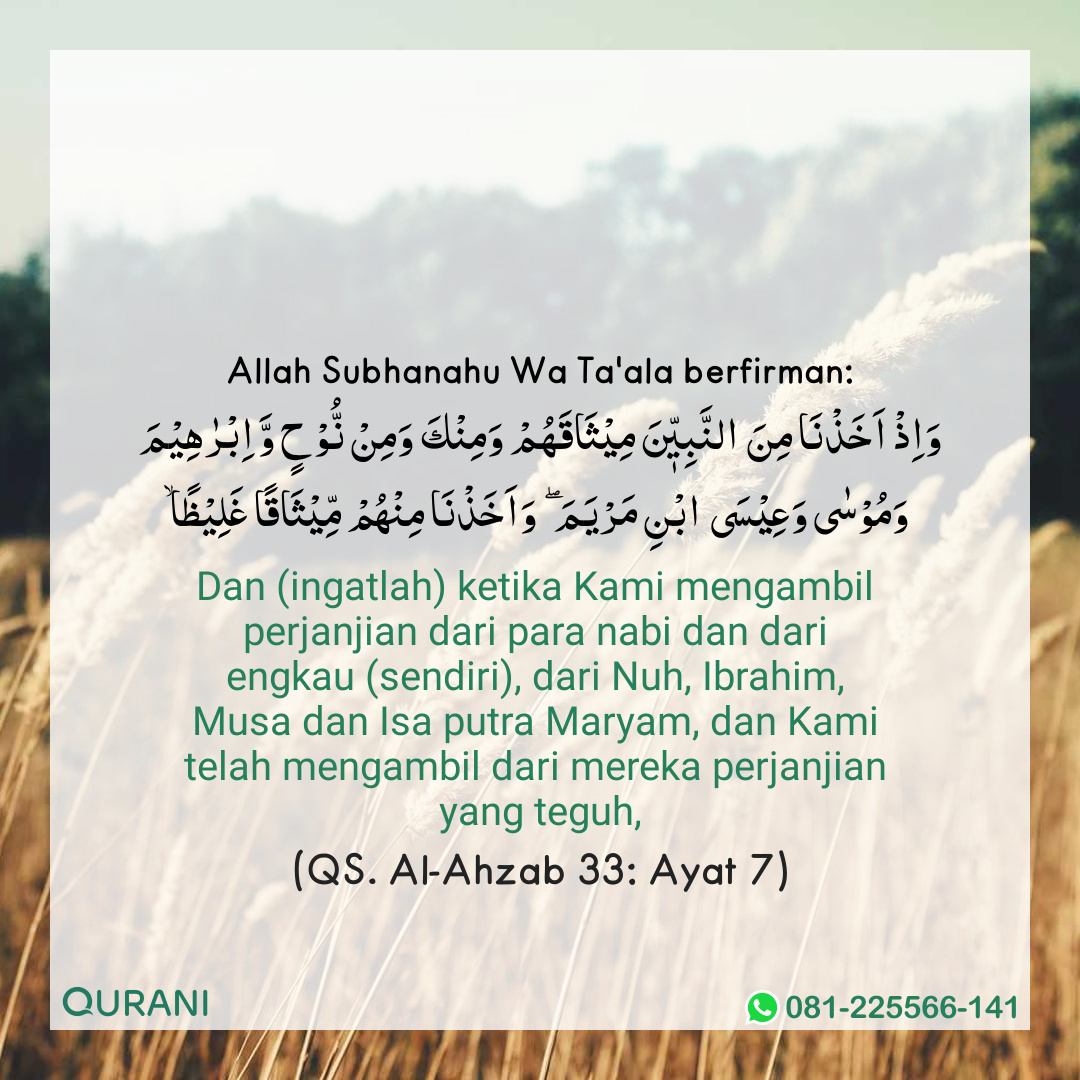 Allah Subhanahu Wa Ta'ala berfirman:
وَاِذْ اَخَذْنَا مِنَ النَّبِيّٖنَ مِيْثَاقَهُمْ وَمِنْكَ وَمِنْ نُّوْحٍ وَّاِبْرٰهِيْمَ
وَمُوْسٰى وَعِيْسَى ابْنِ مَرْيَمَ ۖ وَاَخَذْنَا مِنْهُمْ مِّيْثَاقًا غَلِيْظًا ۙ
Dan (ingatlah) ketika Kami mengambil
perjanjian dari para nabi dan dari
engkau (sendiri), dari Nuh, Ibrahim,
Musa dan Isa putra Maryam, dan Kami
telah mengambil dari mereka perjanjian
yang teguh,
(QS. Al-Ahzab 33: Ayat 7)
QURANI
081-225566-141